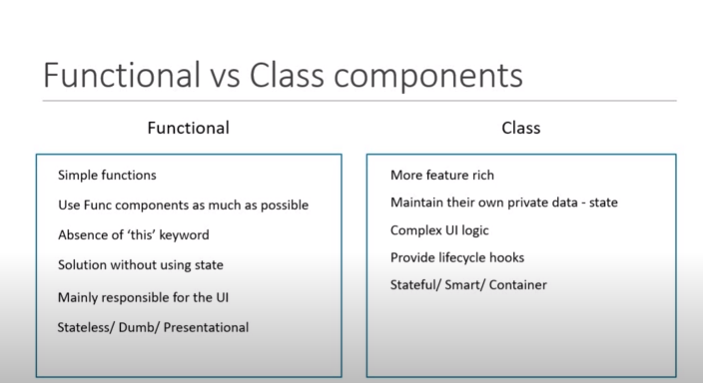 Functional vs Class components
Functional
Simple functions
Use Func components as much as possible
Absence of ‘this’ keyword
Solution without using state
Mainly responsible for the UI
Stateless/ Dumb/ Presentational
Class
More feature rich
Maintain their own private data - state
Complex UI logic
Provide lifecycle hooks
Stateful/ Smart/ Container